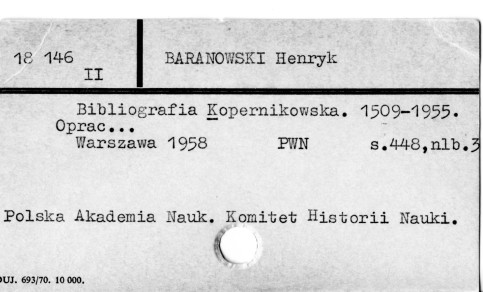 18 146
II
BARANOWSKI Henryk
Bibliografia Kopernikowska. 1509-1955.
Oprac...
Warszawa 1958 PWN s.448,nlb.3
Polska Akademia Nauk. Komitet Historii Nauki.
DUJ. 693/70. 10 000.